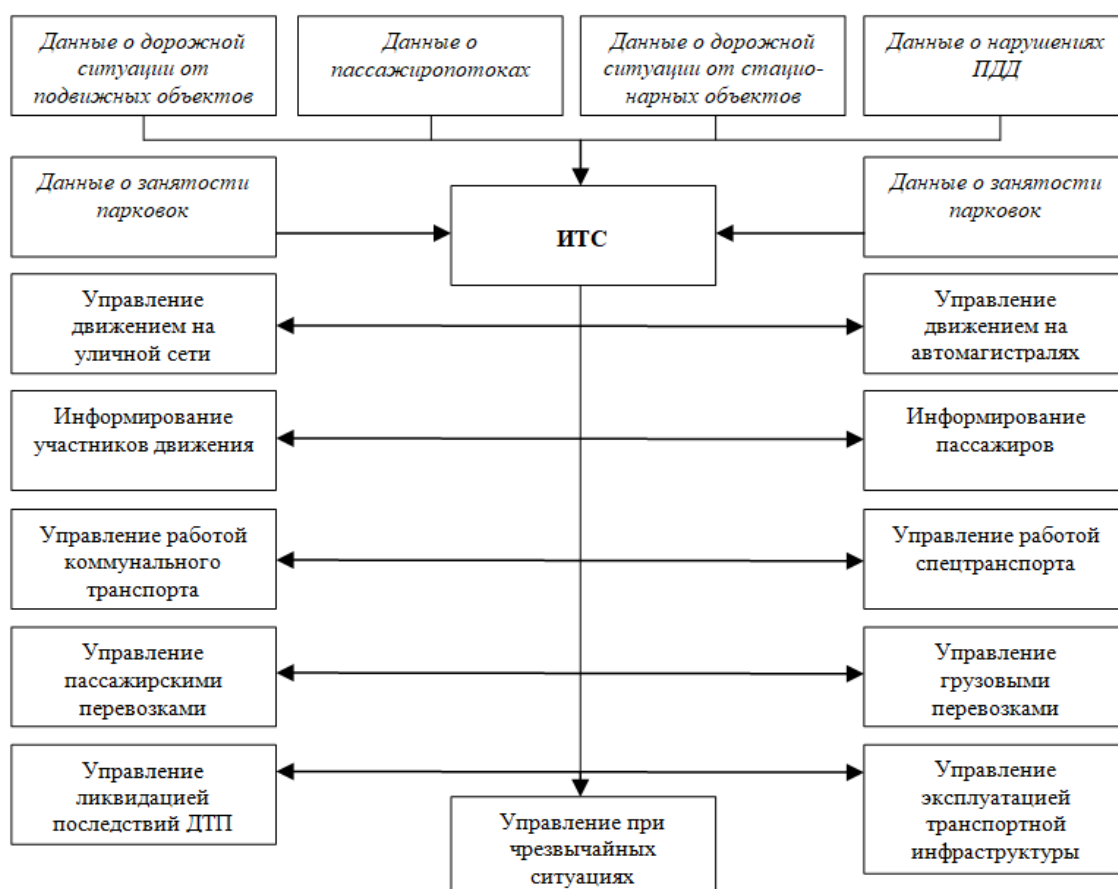 Данные о дорожной
ситуации от
подвижных объектов
Данные о
пассажиропотоках
Данные о дорожной
ситуации от стацио-
нарных объектов
Данные о нарушениях
ПДД
Данные о занятости
парковок
ИТС
Данные о занятости
парковок
Управление
движением на
уличной сети
Управление
движением на
автомагистралях
Информирование
участников движения
Информирование
пассажиров
Управление работой
коммунального
транспорта
Управление работой
спецтранспорта
Управление
пассажирскими
перевозками
Управление
грузовыми
перевозками
Управление
ликвидацией
последствий ДТП
Управление
эксплуатацией
транспортной
инфраструктуры
Управление при
чрезвычайных
ситуациях